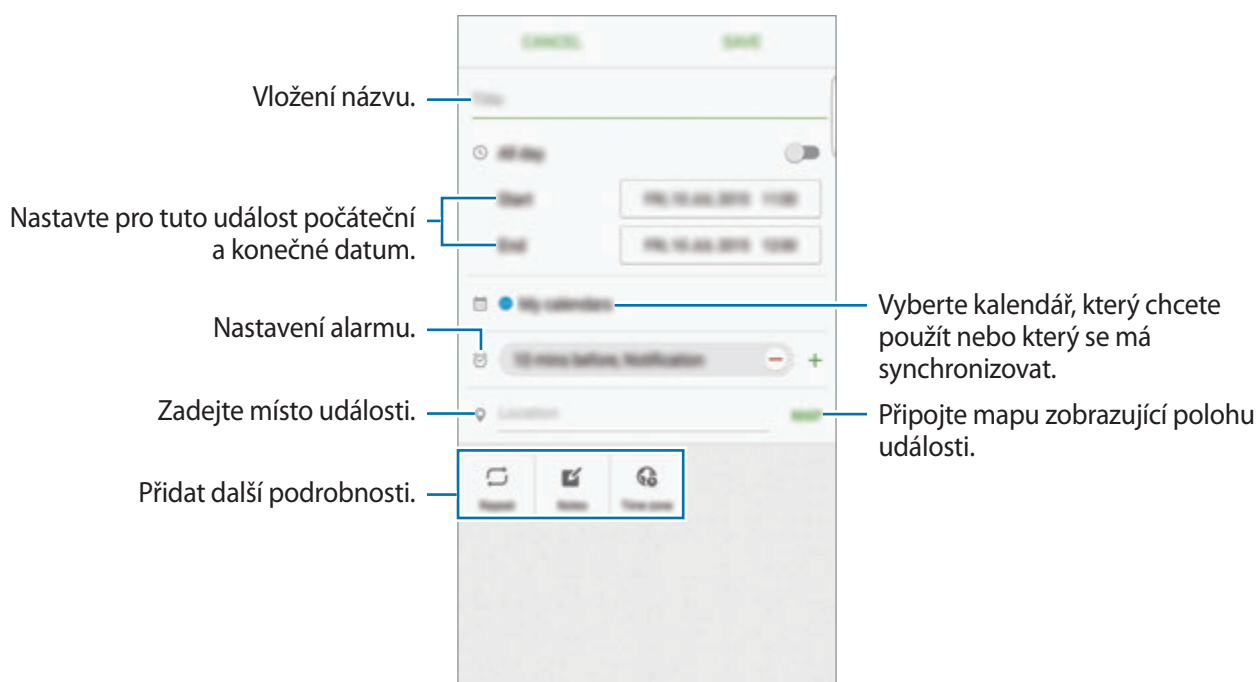 CANCEL
SAVE
Vložení názvu.
Title
All day
Nastavte pro tuto událost počáteční
a konečné datum.
Start
End
My calendars
Vyberte kalendář, který chcete
použít nebo který se má
synchronizovat.
Nastavení alarmu.
10 mins before, Notification
Zadejte místo události.
Location
MAP
Připojte mapu zobrazující polohu
události.
Přidat další podrobnosti.
Repeat
Notes
Time zone